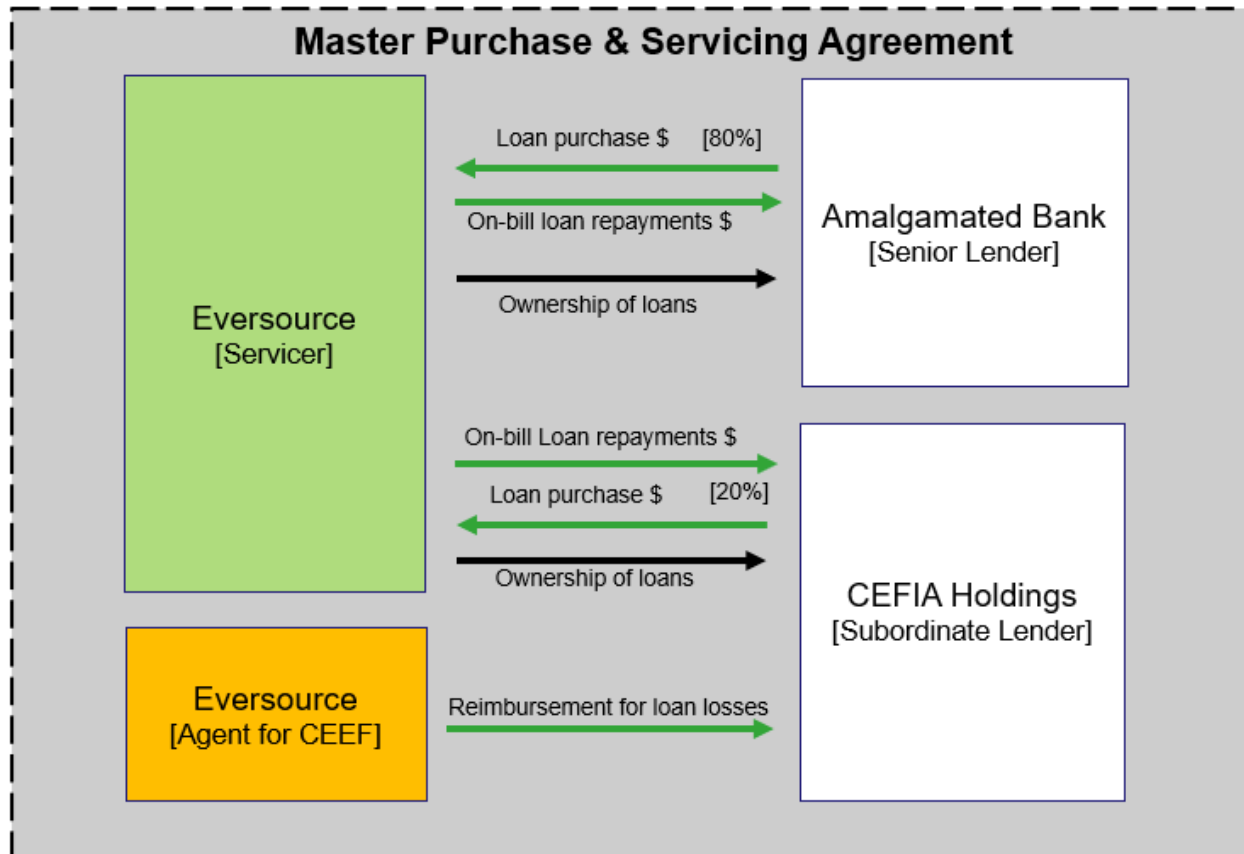 Master Purchase & Servicing Agreement
Eversource
[Servicer]
Loan purchase $ [80%]
On-bill loan repayments $
Ownership of loans
Amalgamated Bank
[Senior Lender]
On-bill Loan repayments $
Loan purchase $ [20%]
Ownership of loans
CEFIA Holdings
[Subordinate Lender]
Eversource
[Agent for CEEF]
Reimbursement for loan losses